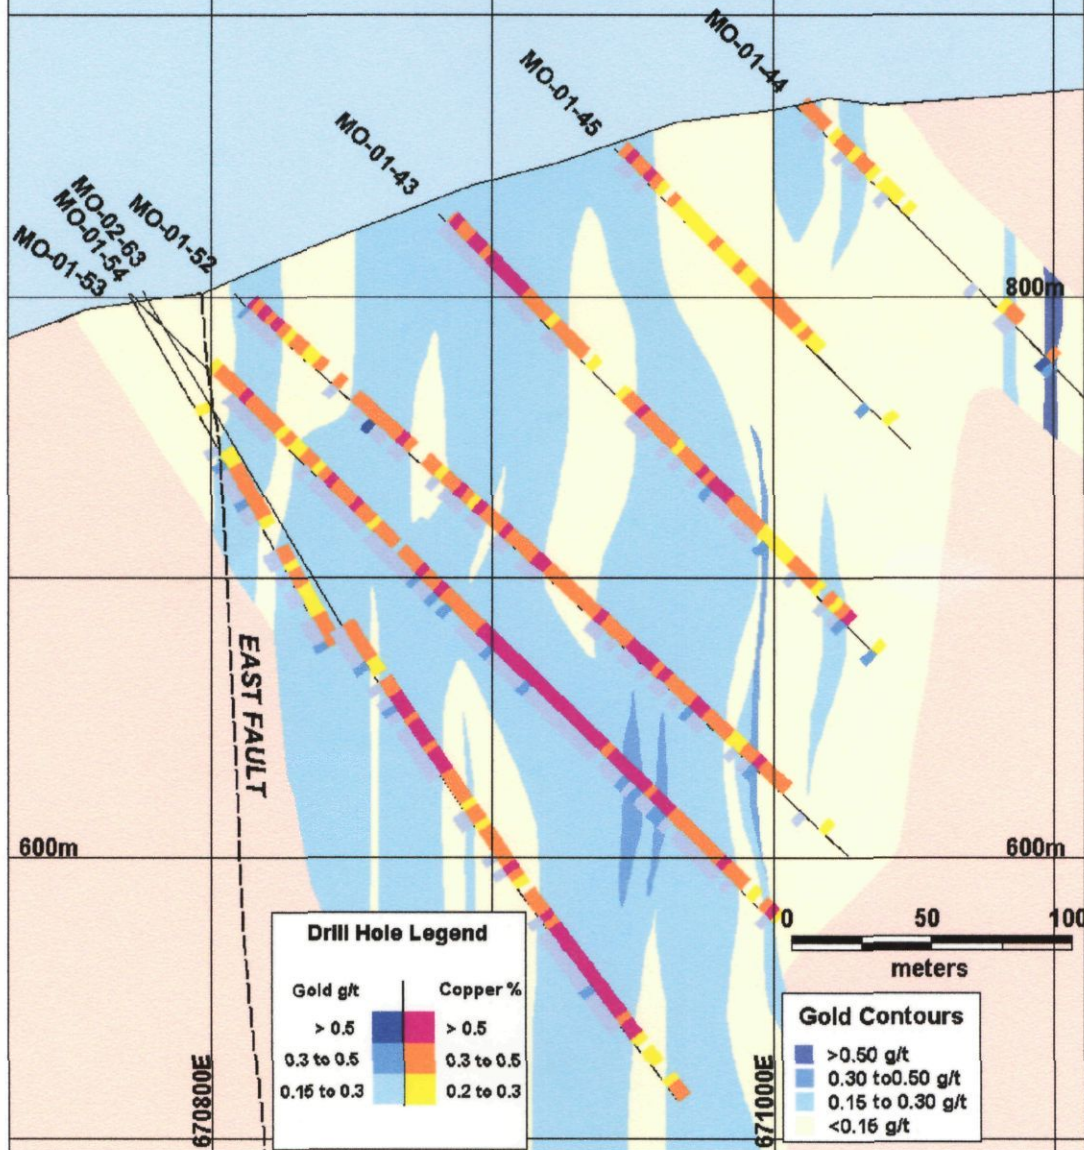 MO-01-44
MO-01-45
MO-01-43
MO-01-52
MO-02-63
MO-01-54
MO-01-53
800m
EAST FAULT
600m
600m
0 50 100
meters
Drill Hole Legend
Gold g/t Copper %
> 0.5 > 0.5
0.3 to 0.5 0.3 to 0.5
0.15 to 0.3 0.2 to 0.3
Gold Contours
>0.50 g/t
0.30 to0.50 g/t
0.15 to 0.30 g/t
<0.15 g/t
670800E
671000E